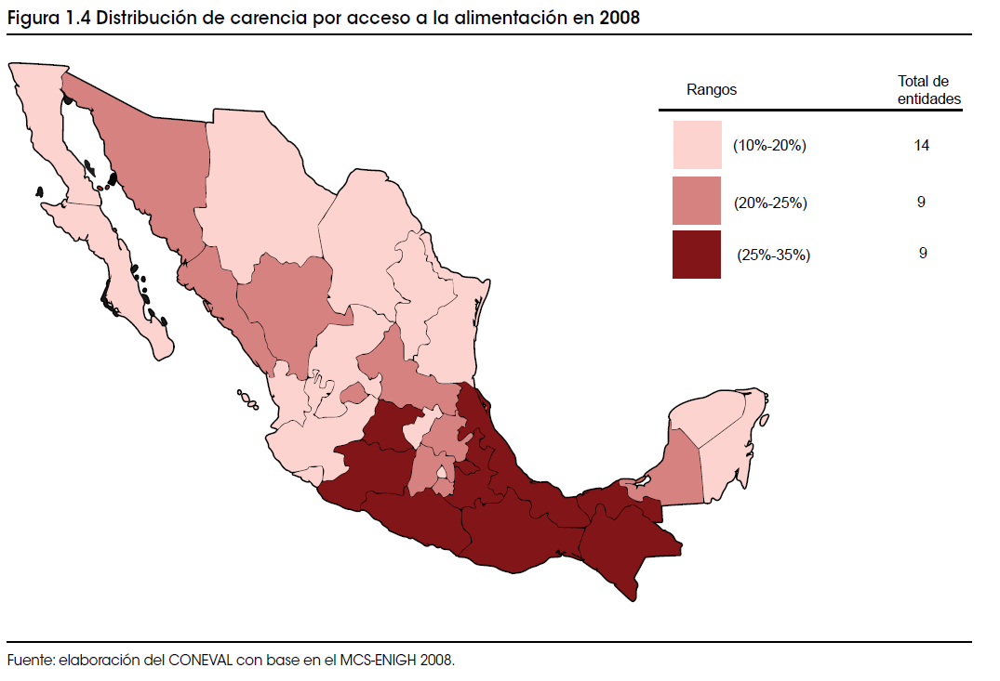 Figura 1.4 Distribución de carencia por acceso a la alimentación en 2008
Rangos
Total de
entidades
(10%-20%) 14
(20%-25%) 9
(25%-35%) 9
Fuente: elaboración del CONEVAL con base en el MCS-ENIGH 2008.